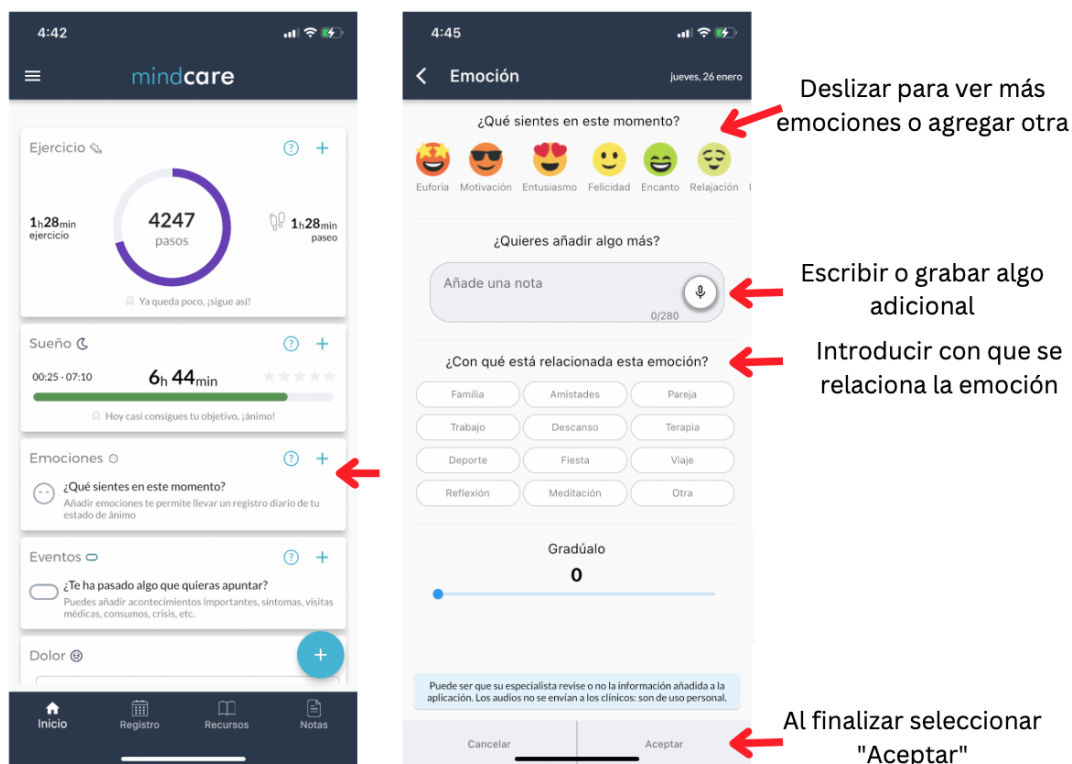 4:42
mindcare
Ejercicio
1h28min
ejercicio
4247
pasos
1h28min
paseo
Ya queda poco, ¡sigue así!
Sueño
00:25 - 07:10
6h 44min
Hoy casi consigues tu objetivo, ¡ánimo!
Emociones
¿Qué sientes en este momento?
Añadir emociones te permite llevar un registro diario de tu
estado de ánimo
Eventos
¿Te ha pasado algo que quieras apuntar?
Puedes añadir acontecimientos importantes, síntomas, visitas
médicas, consumos, crisis, etc.
Dolor
Inicio
Registro
Recursos
Notas
4:45
Emoción
jueves, 26 enero
¿Qué sientes en este momento?
Euforia
Motivación
Entusiasmo
Felicidad
Encanto
Relajación
¿Quieres añadir algo más?
Añade una nota
0/280
¿Con qué está relacionada esta emoción?
Familia
Amistades
Pareja
Trabajo
Descanso
Terapia
Deporte
Fiesta
Viaje
Reflexión
Meditación
Otra
Gradúalo
0
Puede ser que su especialista revise o no la información añadida a la
aplicación. Los audios no se envían a los clínicos: son de uso personal.
Cancelar
Aceptar
Deslizar para ver más
emociones o agregar otra
Escribir o grabar algo
adicional
Introducir con que se
relaciona la emoción
Al finalizar seleccionar
"Aceptar"